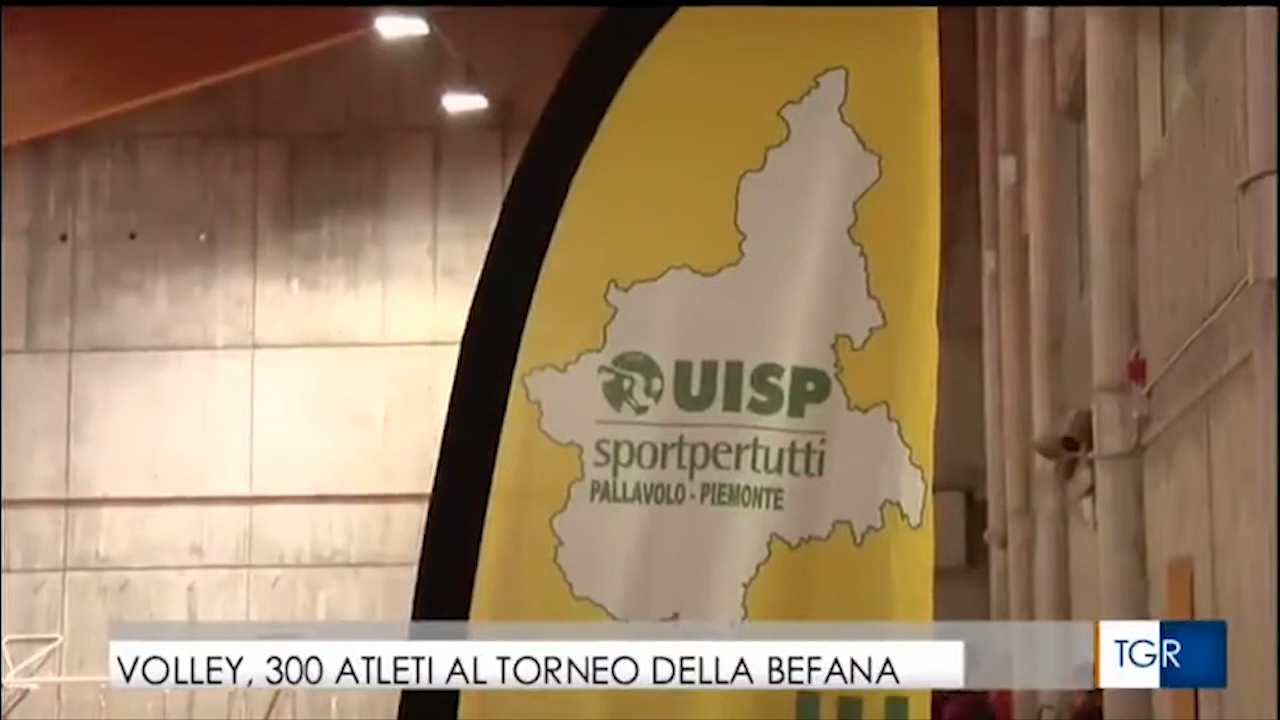 UISP
sportpertutti
PALLAVOLO - PIEMONTE
VOLLEY, 300 ATLETI AL TORNEO DELLA BEFANA
TGR